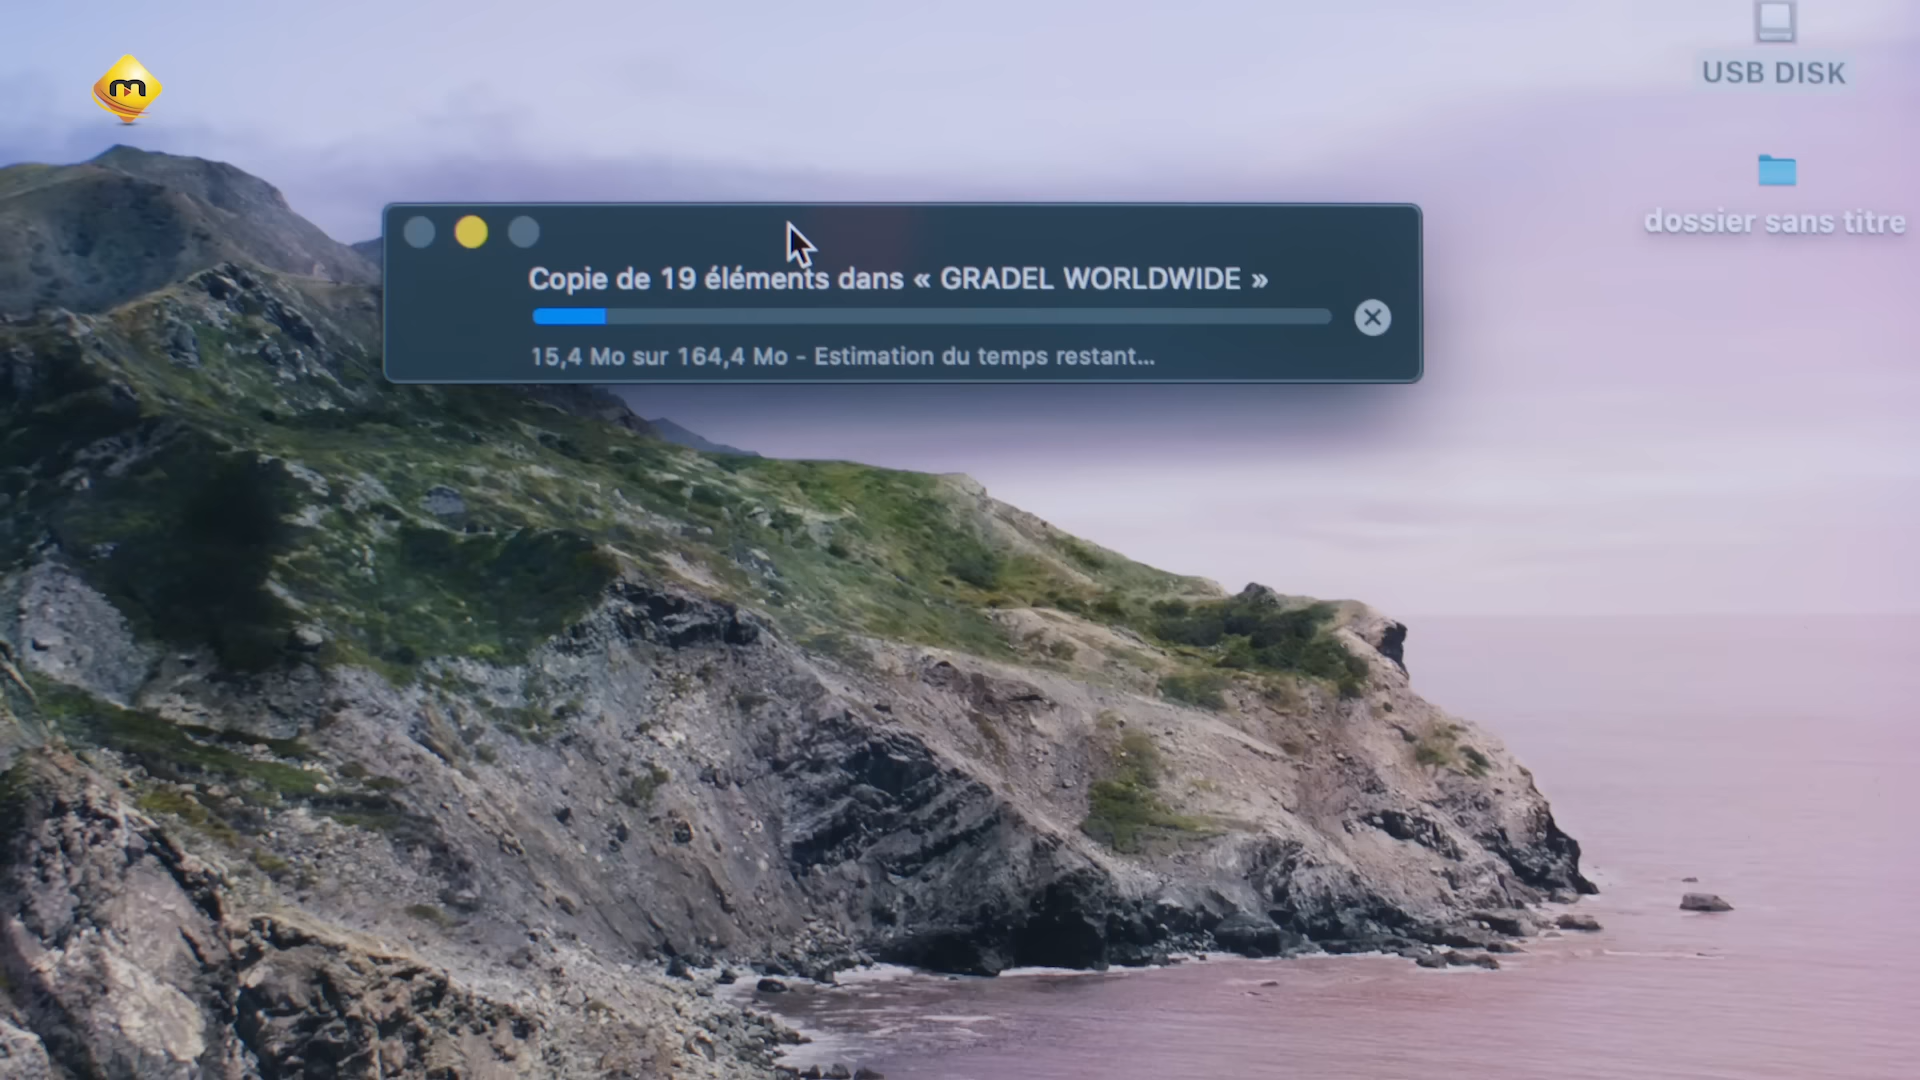 m
USB DISK
dossier sans titre
Copie de 19 éléments dans « GRADEL WORLDWIDE »
15,4 Mo sur 164,4 Mo - Estimation du temps restant...